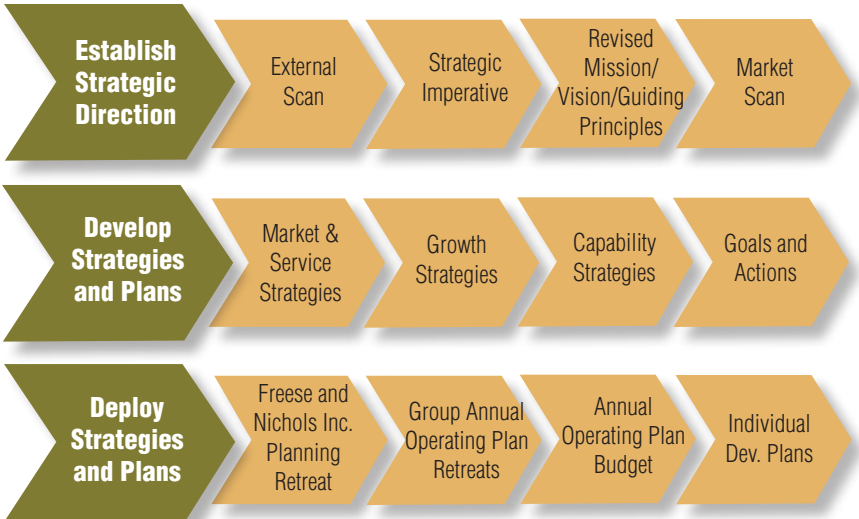 Establish
Strategic
Direction
External
Scan
Strategic
Imperative
Revised
Mission/
Vision/Guiding
Principles
Market
Scan
Develop
Strategies
and Plans
Market &
Service
Strategies
Growth
Strategies
Capability
Strategies
Goals and
Actions
Deploy
Strategies
and Plans
Freese and
Nichols Inc.
Planning
Retreat
Group Annual
Operating Plan
Retreats
Annual
Operating Plan
Budget
Individual
Dev. Plans